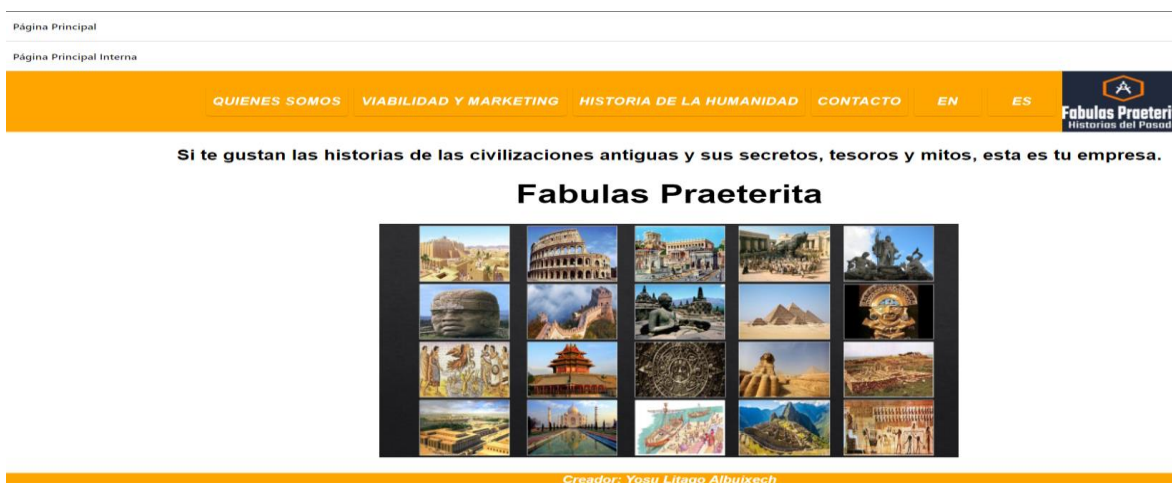 Página Principal
Página Principal Interna
QUIENES SOMOS VIABILIDAD Y MARKETING HISTORIA DE LA HUMANIDAD CONTACTO EN ES
Fabulas Praeteri
Historias del Pasad
Si te gustan las historias de las civilizaciones antiguas y sus secretos, tesoros y mitos, esta es tu empresa.
Fabulas Praeterita
Creador: Yosu Litago Albuixech